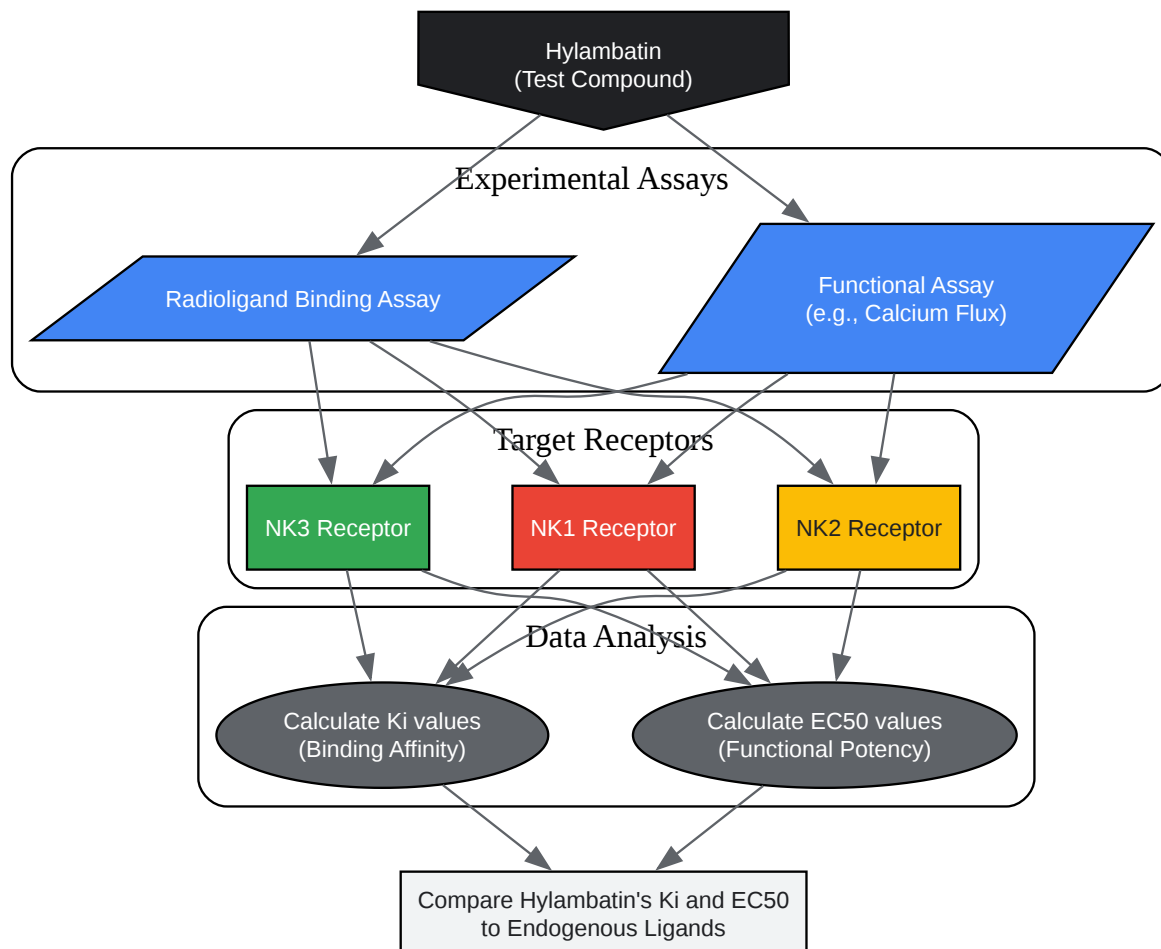 Hylambatin
(Test Compound)
Experimental Assays
Radioligand Binding Assay
Functional Assay
(e.g., Calcium Flux)
Target Receptors
NK3 Receptor
NK1 Receptor
NK2 Receptor
Data Analysis
Calculate Ki values
(Binding Affinity)
Calculate EC50 values
(Functional Potency)
Compare Hylambatin's Ki and EC50
to Endogenous Ligands